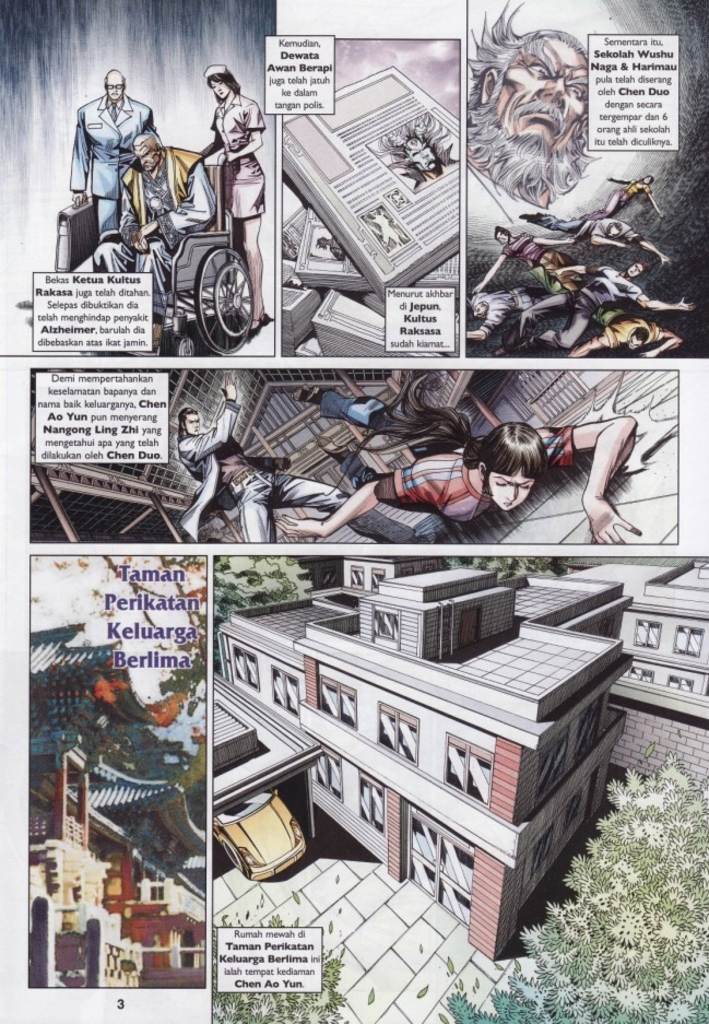 Bekas Ketua Kultus
Rakasa juga telah ditahan.
Selepas dibuktikan dia
telah menghidap penyakit
Alzheimer, barulah dia
dibebaskan atas ikat jamin.
Kemudian,
Dewata
Awan Berapi
juga telah jatuh
ke dalam
tangan polis.
Menurut akhbar
di Jepun,
Kultus
Raksasa
sudah kiamat...
Sementara itu,
Sekolah Wushu
Naga & Harimau
pula telah diserang
oleh Chen Duo
dengan secara
tergempar dan 6
orang ahli sekolah
itu telah diculiknya.
Demi mempertahankan
keselamatan bapanya dan
nama baik keluarganya, Chen
Ao Yun pun menyerang
Nangong Ling Zhi yang
mengetahui apa yang telah
dilakukan oleh Chen Duo.
Taman
Perikatan
Keluarga
Berlima
Rumah mewah di
Taman Perikatan
Keluarga Berlima ini
ialah tempat kediaman
Chen Ao Yun.
3